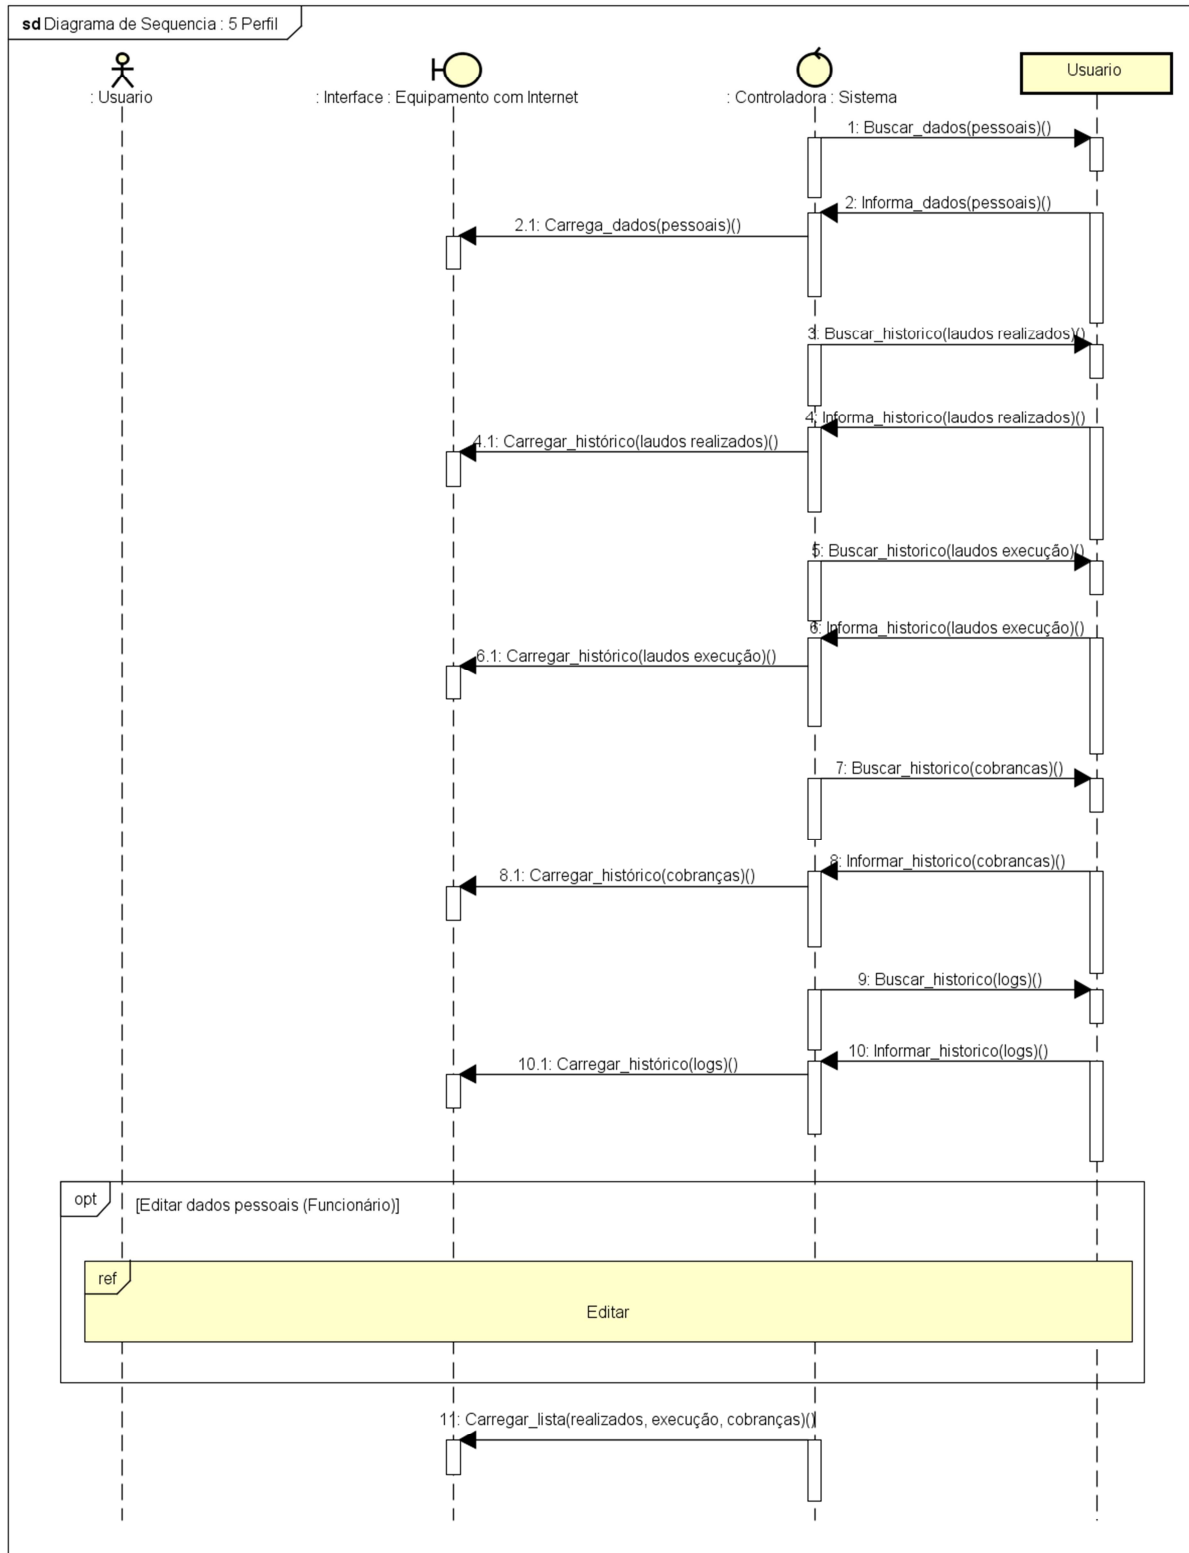 sd Diagrama de Sequencia : 5 Perfil
: Usuario
: Interface : Equipamento com Internet
: Controladora : Sistema
Usuario
1: Buscar_dados(pessoais)()
2: Informa_dados(pessoais)()
2.1: Carrega_dados(pessoais)()
3: Buscar_historico(laudos realizados)()
4: Informa_historico(laudos realizados)()
4.1: Carregar_histórico(laudos realizados)()
5: Buscar_historico(laudos execução)()
6: Informa_historico(laudos execução)()
6.1: Carregar_histórico(laudos execução)()
7: Buscar_historico(cobrancas)()
8: Informar_historico(cobrancas)()
8.1: Carregar_histórico(cobranças)()
9: Buscar_historico(logs)()
10: Informar_historico(logs)()
10.1: Carregar_histórico(logs)()
opt
[Editar dados pessoais (Funcionário)]
ref
Editar
11: Carregar_lista(realizados, execução, cobranças)()